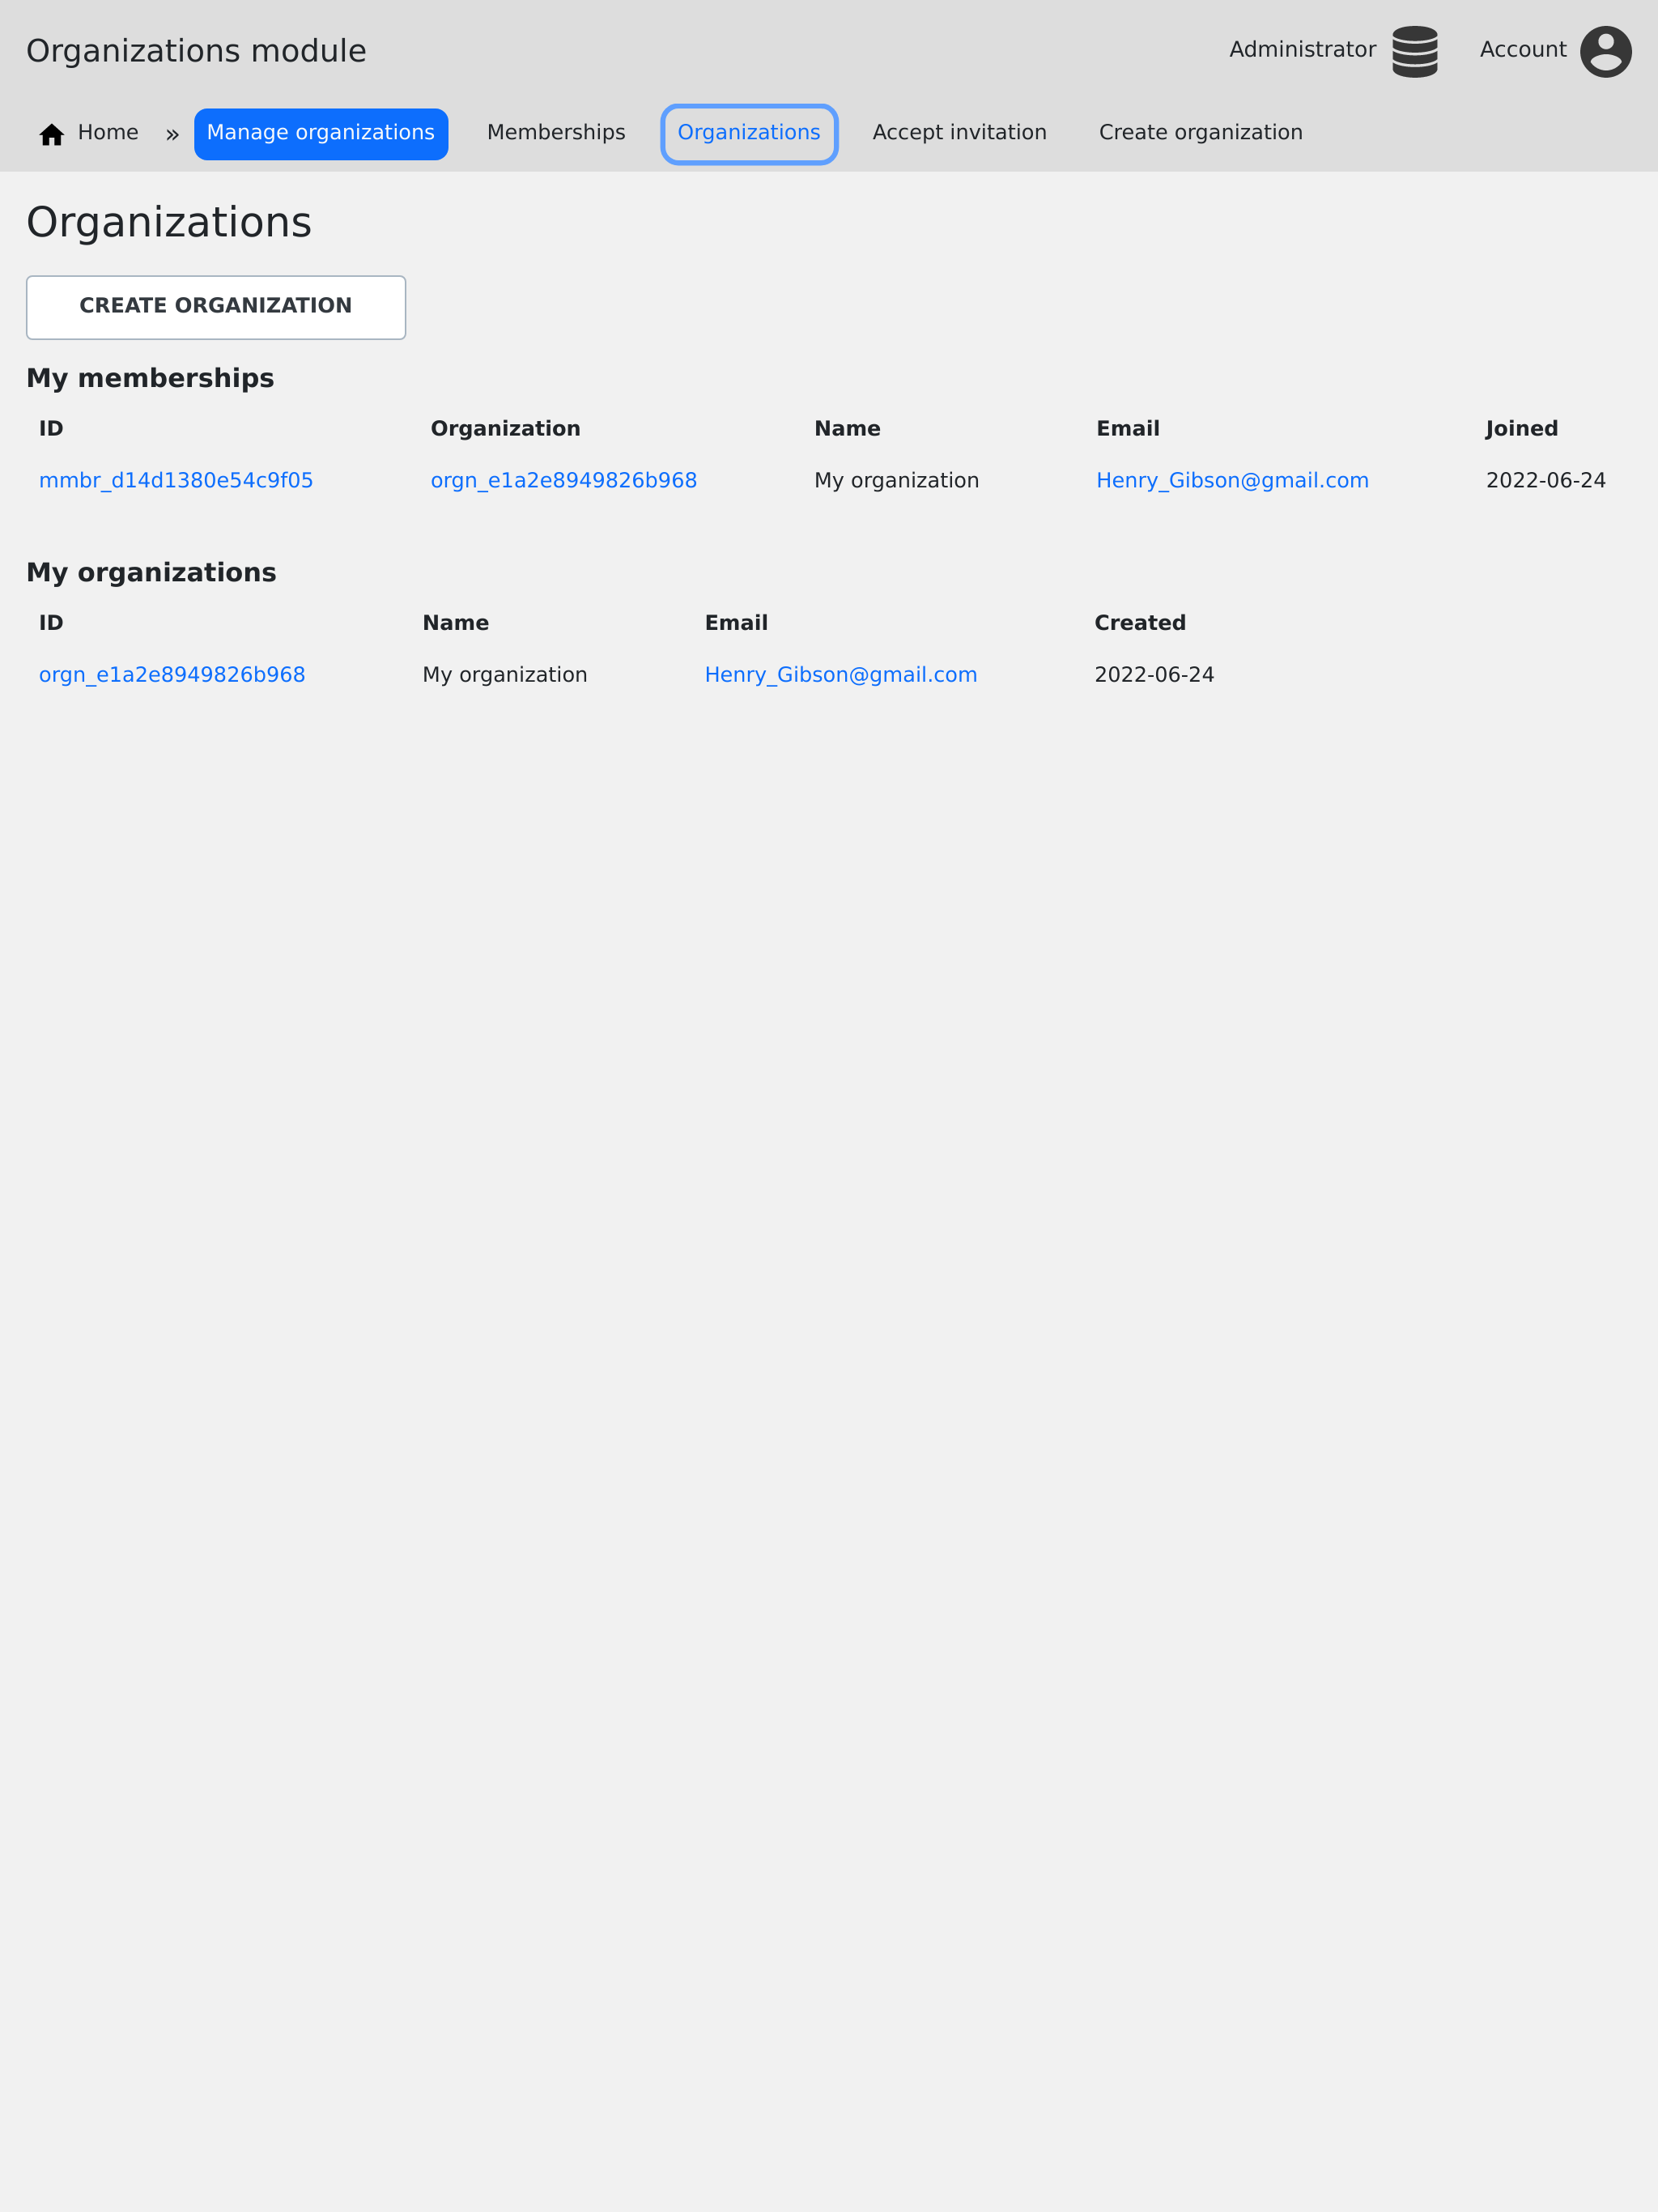 Organizations module
Administrator
Account
Home » Manage organizations Memberships Organizations Accept invitation Create organization
Organizations
CREATE ORGANIZATION
My memberships
ID Organization Name Email Joined
mmbr_d14d1380e54c9f05 orgn_e1a2e8949826b968 My organization Henry_Gibson@gmail.com 2022-06-24
My organizations
ID Name Email Created
orgn_e1a2e8949826b968 My organization Henry_Gibson@gmail.com 2022-06-24